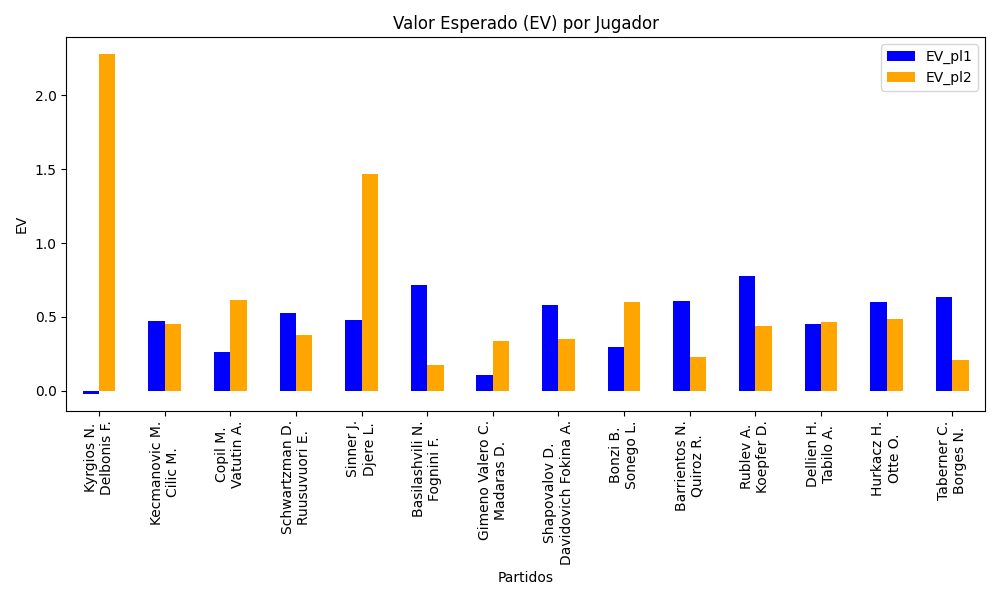 Valor Esperado (EV) por Jugador
EV_pl1
EV_pl2
EV
2.0
1.5
1.0
0.5
0.0
Kyrgios N.
Delbonis F.
Kecmanovic M.
Cilic M.
Copil M.
Vatutin A.
Schwartzman D.
Ruusuvuori E.
Sinner J.
Djere L.
Basilashvili N.
Fognini F.
Gimeno Valero C.
Madaras D.
Shapovalov D.
Davidovich Fokina A.
Bonzi B.
Sonego L.
Barrientos N.
Quiroz R.
Rublev A.
Koepfer D.
Dellien H.
Tabilo A.
Hurkacz H.
Otte O.
Taberner C.
Borges N.
Partidos